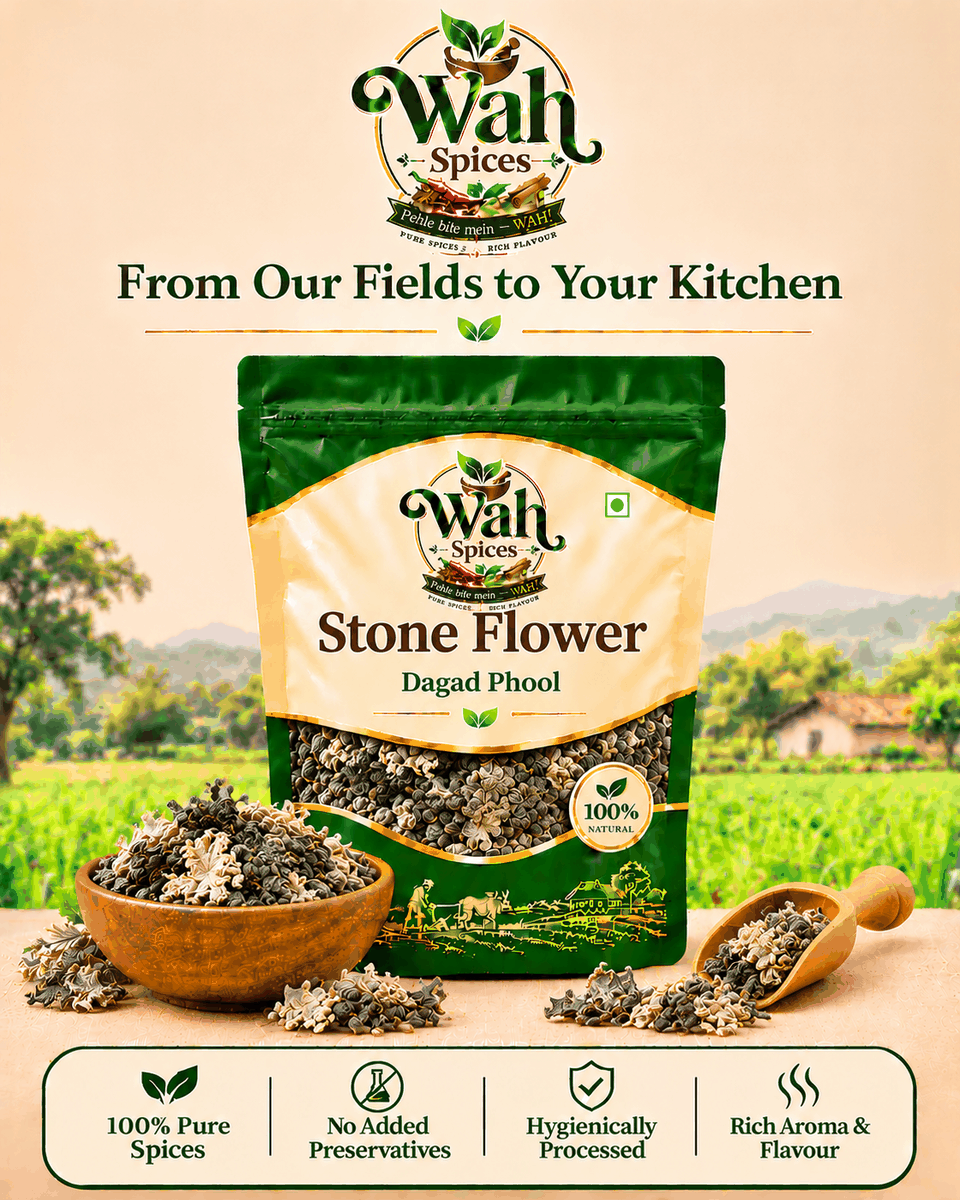 Wah
Spices
Pehle bite mein – WAH!
PURE SPICES & RICH FLAVOUR
From Our Fields to Your Kitchen
Wah
Spices
Pehle bite mein – WAH!
PURE SPICES RICH FLAVOUR
Stone Flower
Dagad Phool
100%
NATURAL
100% Pure
Spices
No Added
Preservatives
Hygienically
Processed
Rich Aroma &
Flavour